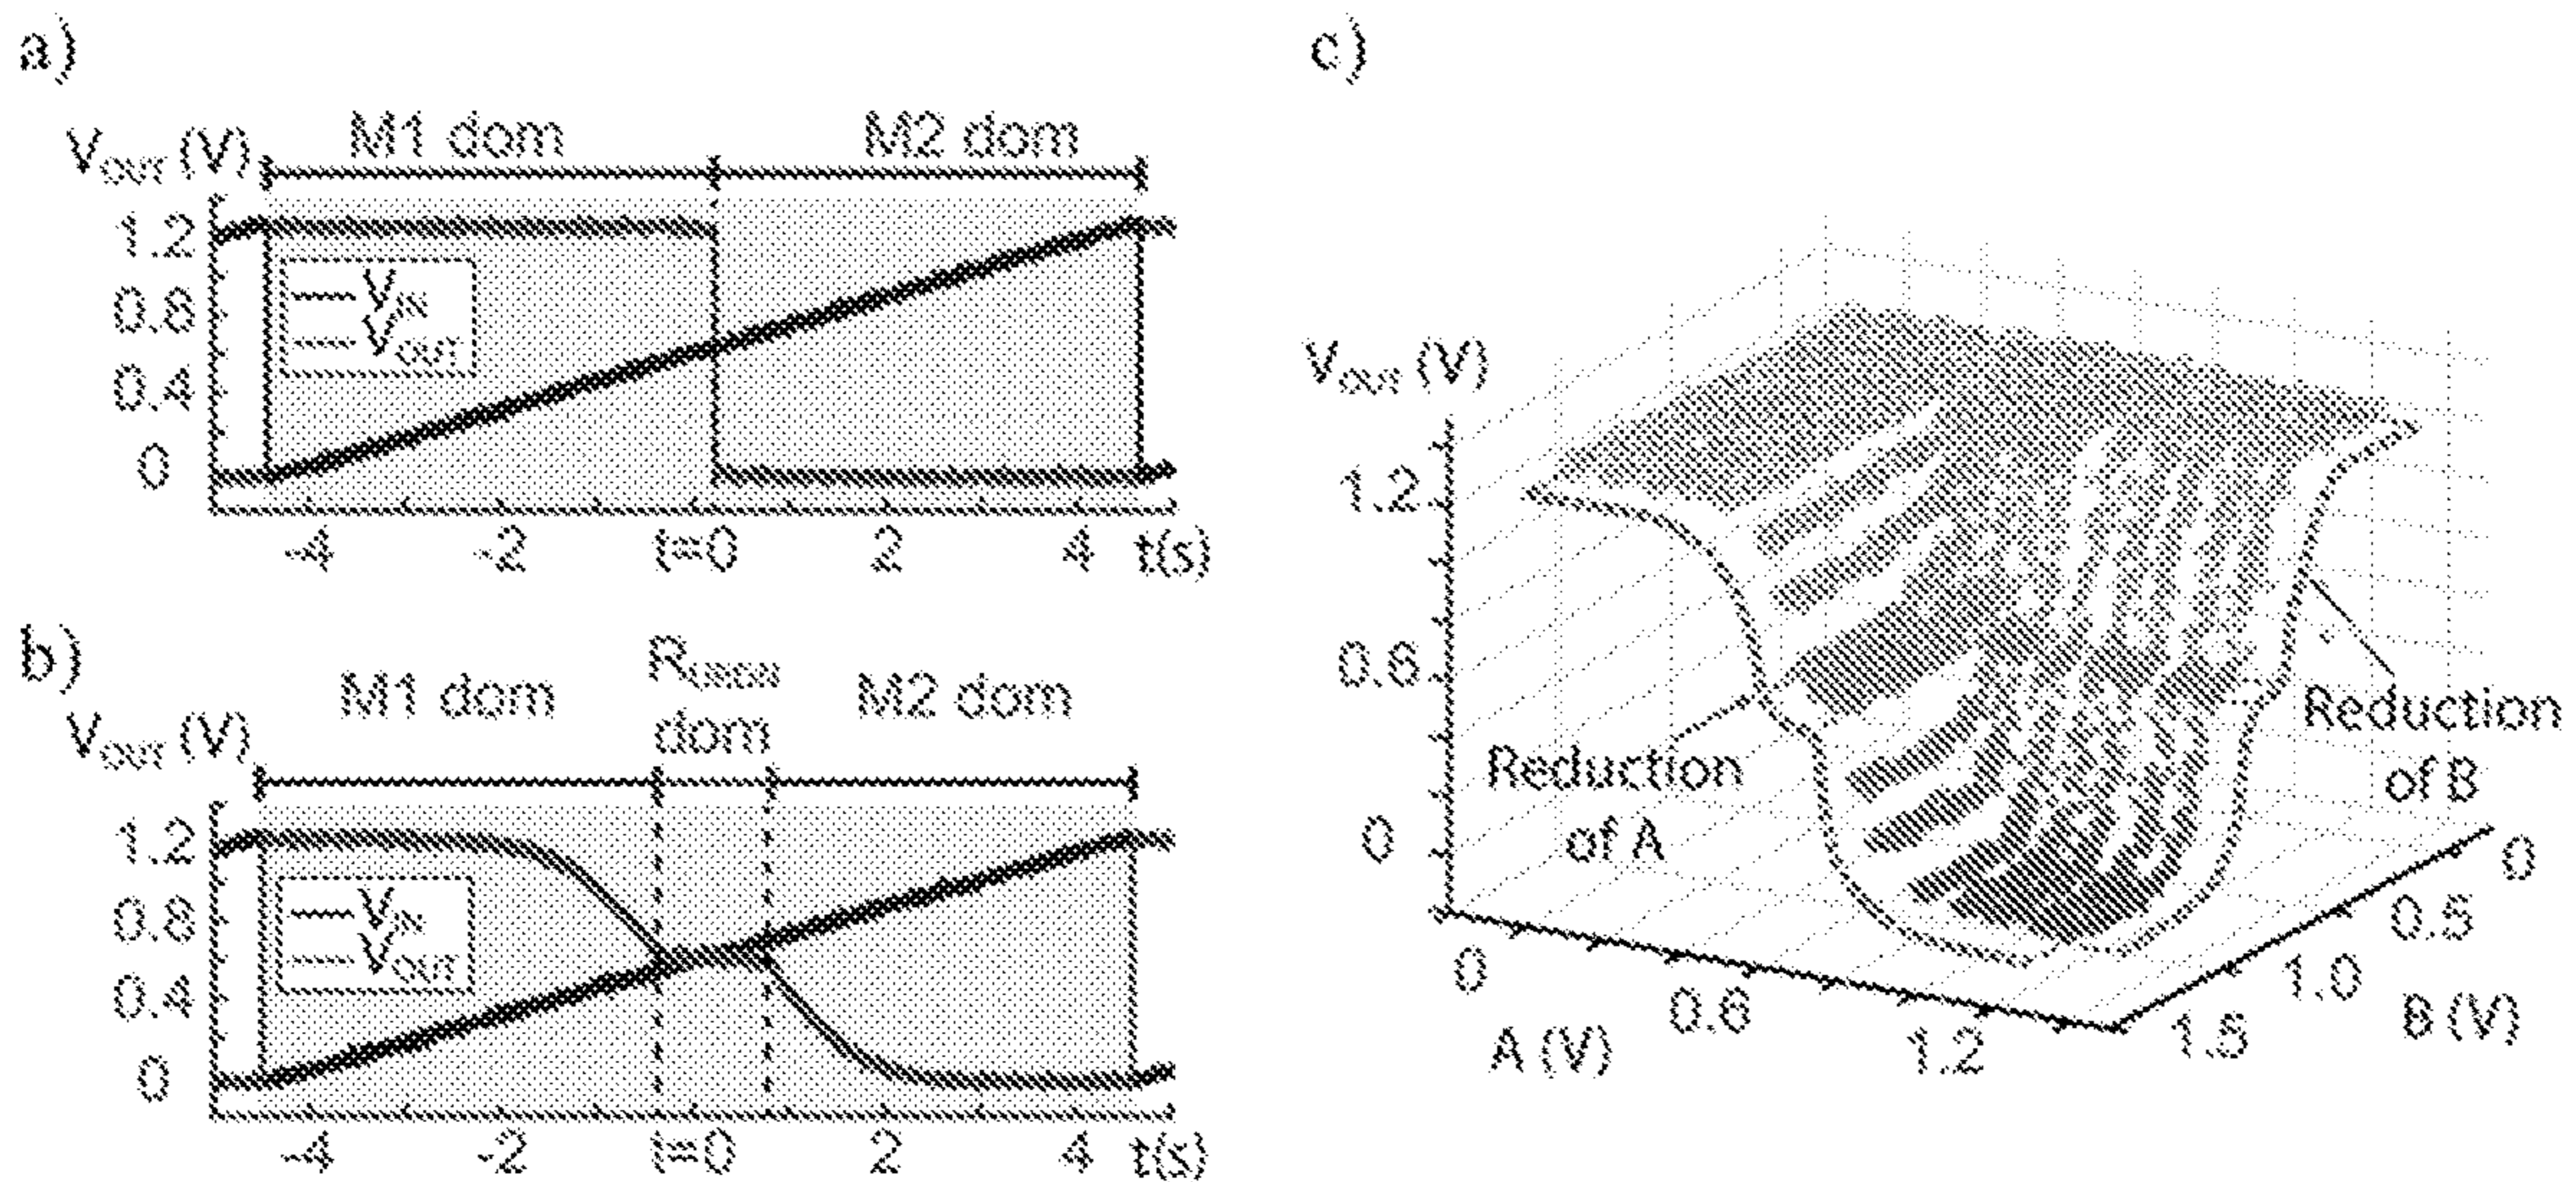 a)
V_OUT (V)
M1 dom
M2 dom
1.2
0.8
0.4
0
V_IN
V_OUT
-4
-2
t=0
2
4
t(s)
b)
V_OUT (V)
M1 dom
dom
M2 dom
1.2
0.8
0.4
0
V_IN
V_OUT
-4
-2
t=0
2
4
t(s)
c)
V_OUT (V)
1.2
0.6
0
Reduction
of A
Reduction
of B
0
0.6
1.2
A (V)
1.5
1.0
0.5
0
B (V)